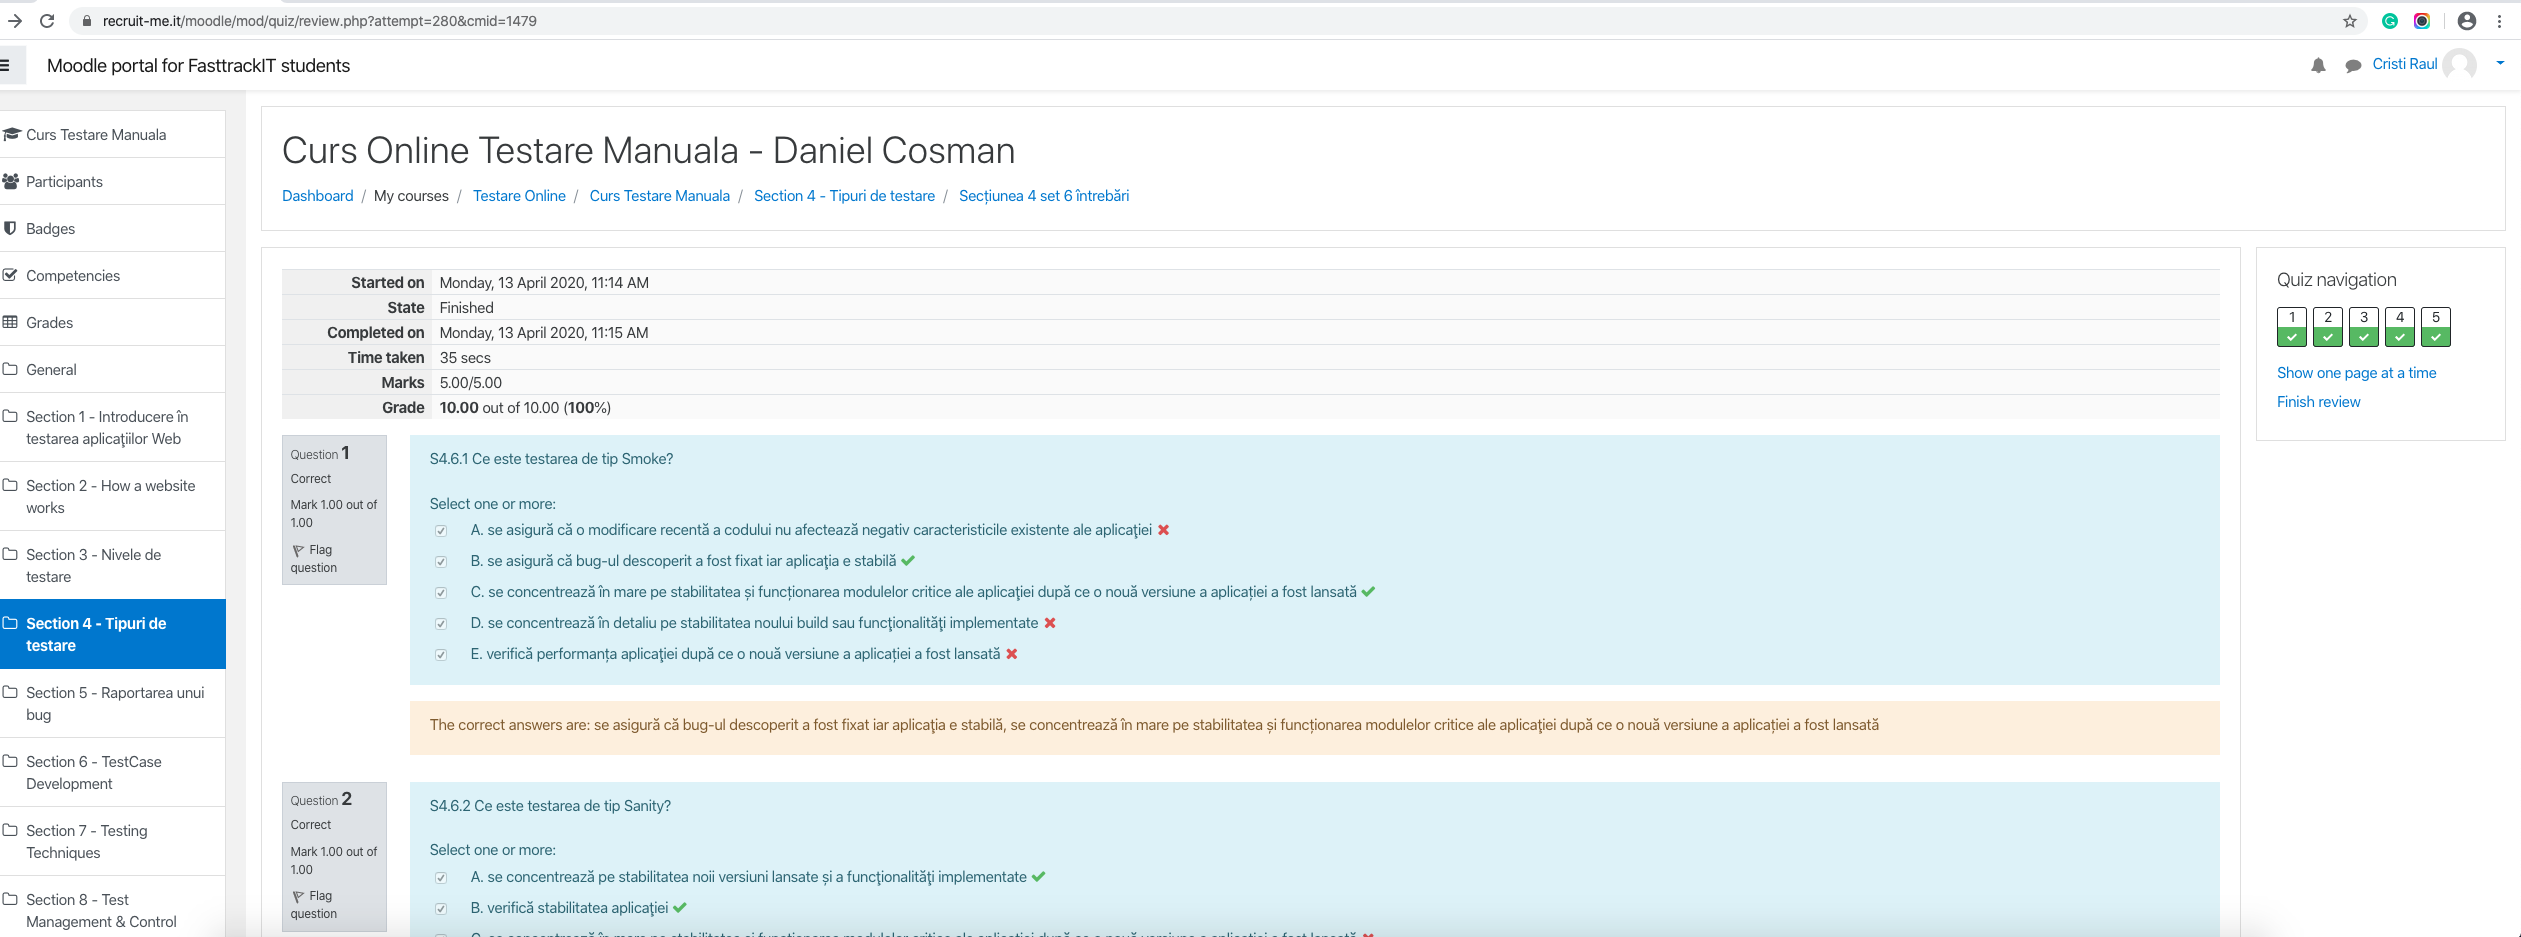 recruit-me.it/moodle/mod/quiz/review.php?attempt=280&cmid=1479
Moodle portal for FasttrackIT students
Cristi Raul
Curs Testare Manuala
Participants
Badges
Competencies
Grades
General
Section 1 - Introducere în
testarea aplicaţiilor Web
Section 2 - How a website
works
Section 3 - Nivele de
testare
Section 4 - Tipuri de
testare
Section 5 - Raportarea unui
bug
Section 6 - TestCase
Development
Section 7 - Testing
Techniques
Section 8 - Test
Management & Control
Curs Online Testare Manuala - Daniel Cosman
Dashboard / My courses / Testare Online / Curs Testare Manuala / Section 4 - Tipuri de testare / Secțiunea 4 set 6 întrebări
Started on Monday, 13 April 2020, 11:14 AM
State Finished
Completed on Monday, 13 April 2020, 11:15 AM
Time taken 35 secs
Marks 5.00/5.00
Grade 10.00 out of 10.00 (100%)
Question 1
Correct
Mark 1.00 out of
1.00
Flag
question
S4.6.1 Ce este testarea de tip Smoke?
Select one or more:
A. se asigură că o modificare recentă a codului nu afectează negativ caracteristicile existente ale aplicaţiei
B. se asigură că bug-ul descoperit a fost fixat iar aplicaţia e stabilă
C. se concentrează în mare pe stabilitatea și funcționarea modulelor critice ale aplicaţiei după ce o nouă versiune a aplicației a fost lansată
D. se concentrează în detaliu pe stabilitatea noului build sau funcţionalităţi implementate
E. verifică performanța aplicaţiei după ce o nouă versiune a aplicației a fost lansată
The correct answers are: se asigură că bug-ul descoperit a fost fixat iar aplicaţia e stabilă, se concentrează în mare pe stabilitatea și funcționarea modulelor critice ale aplicaţiei după ce o nouă versiune a aplicației a fost lansată
Question 2
Correct
Mark 1.00 out of
1.00
Flag
question
S4.6.2 Ce este testarea de tip Sanity?
Select one or more:
A. se concentrează pe stabilitatea noii versiuni lansate și a funcţionalităţi implementate
B. verifică stabilitatea aplicaţiei
Quiz navigation
1 2 3 4 5
Show one page at a time
Finish review